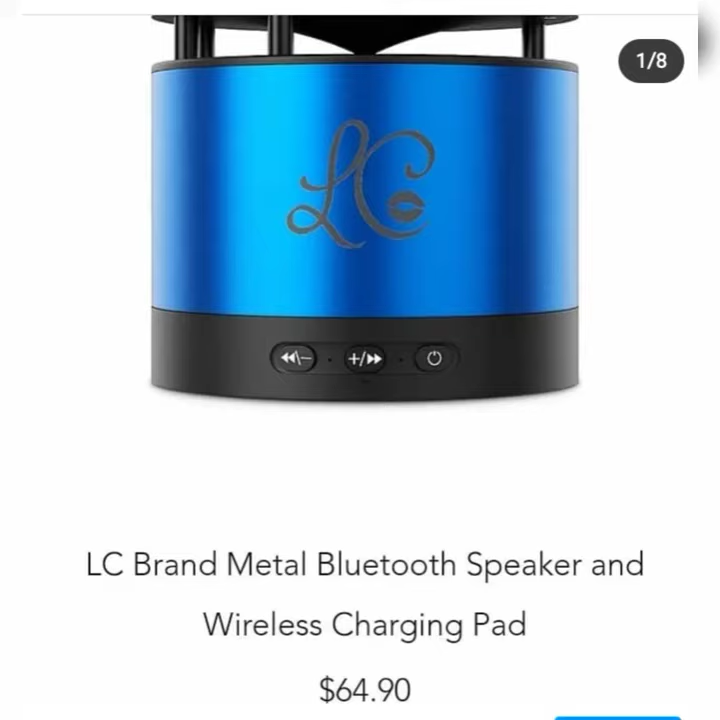 1/8
LC
◀◀\− +/▶▶
LC Brand Metal Bluetooth Speaker and
Wireless Charging Pad
$64.90